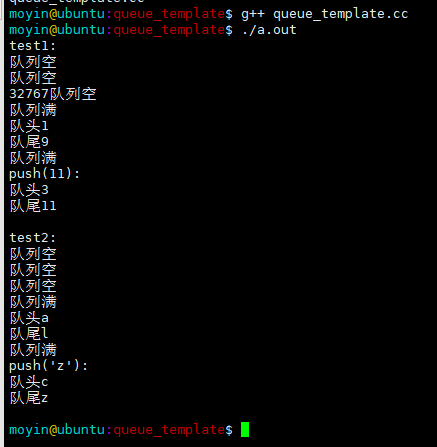 queue_template.cc
moyin@ubuntu:queue_template$ g++ queue_template.cc
moyin@ubuntu:queue_template$ ./a.out
test1:
队列空
队列空
32767队列空
队列满
队头1
队尾9
队列满
push(11):
队头3
队尾11
test2:
队列空
队列空
队列空
队列满
队头a
队尾l
队列满
push('z'):
队头c
队尾z
moyin@ubuntu:queue_template$